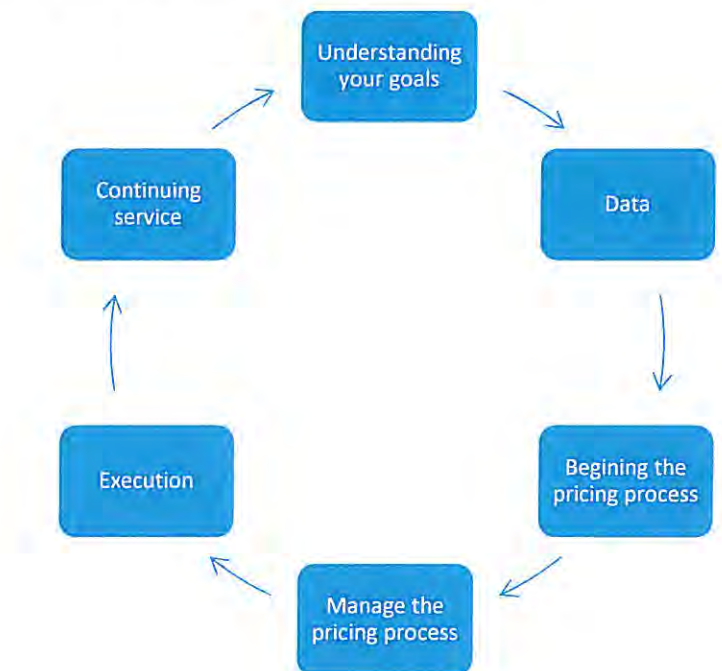 Understanding
your goals
Data
Begining the
pricing process
Manage the
pricing process
Execution
Continuing
service